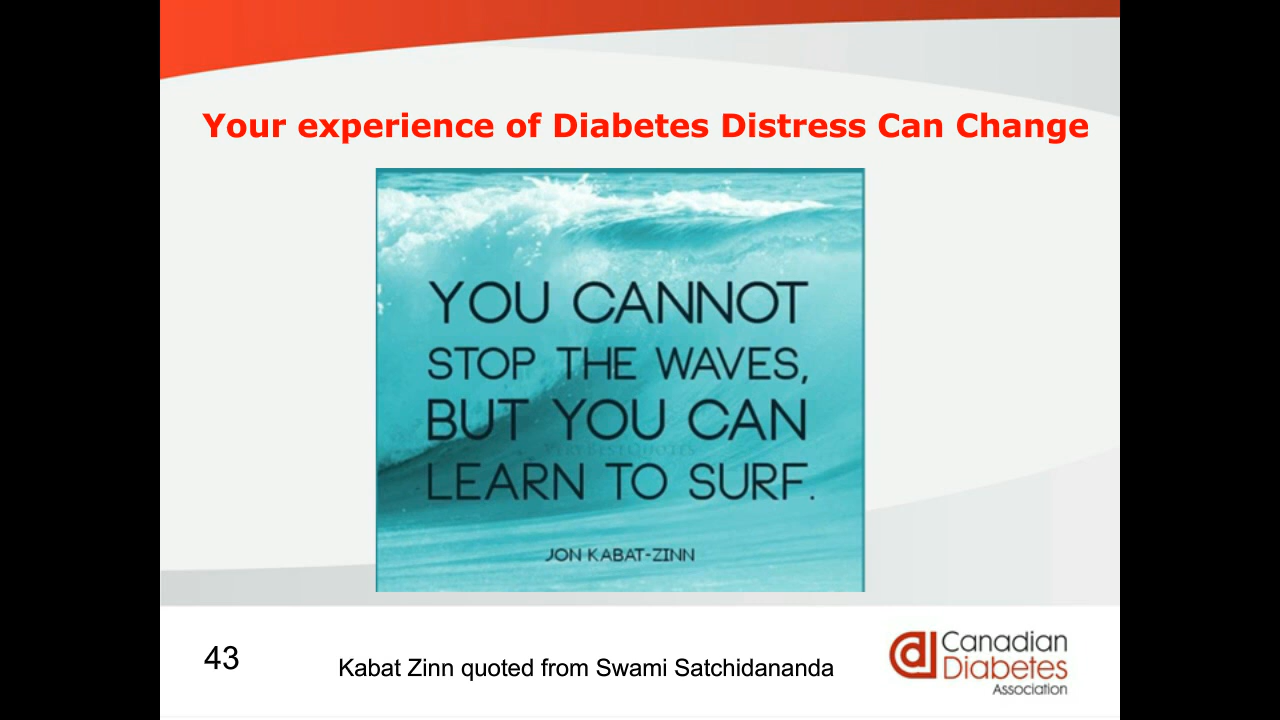 Your experience of Diabetes Distress Can Change
YOU CANNOT
STOP THE WAVES,
BUT YOU CAN
VERYBESTQUOTES
LEARN TO SURF.
JON KABAT-ZINN
43
Kabat Zinn quoted from Swami Satchidananda
Canadian
Diabetes
Association